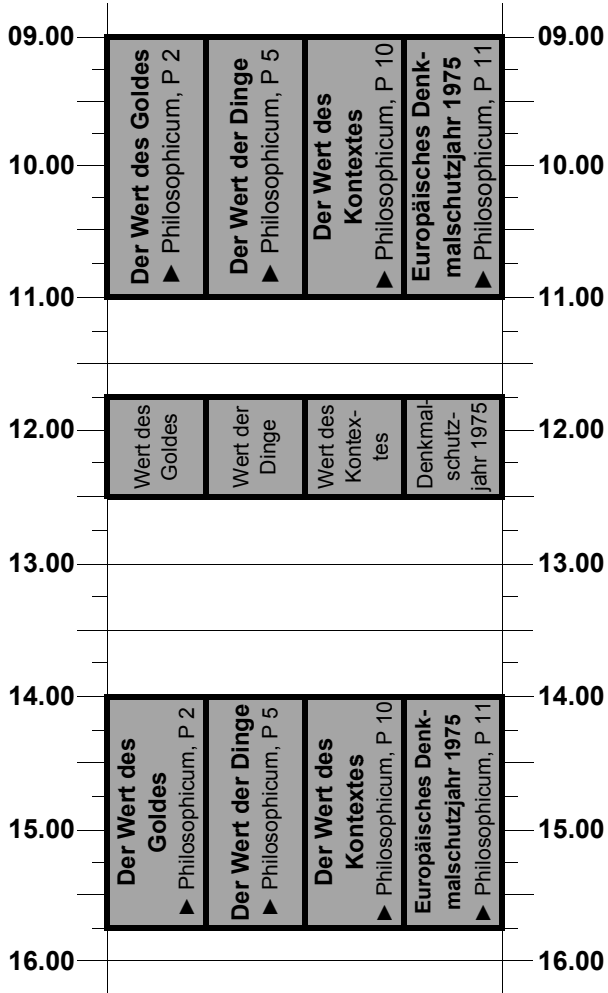 09.00
09.00
Der Wert des Goldes
▶ Philosophicum, P 2
Der Wert der Dinge
▶ Philosophicum, P 5
Der Wert des
Kontextes
▶ Philosophicum, P 10
Europäisches Denk-
malschutzjahr 1975
▶ Philosophicum, P 11
10.00
10.00
11.00
11.00
Wert des
Goldes
Wert der
Dinge
Wert des
Kontex-
tes
Denkmal-
schutz-
jahr 1975
12.00
12.00
13.00
13.00
14.00
14.00
Der Wert des
Goldes
▶ Philosophicum, P 2
Der Wert der Dinge
▶ Philosophicum, P 5
Der Wert des
Kontextes
▶ Philosophicum, P 10
Europäisches Denk-
malschutzjahr 1975
▶ Philosophicum, P 11
15.00
15.00
16.00
16.00